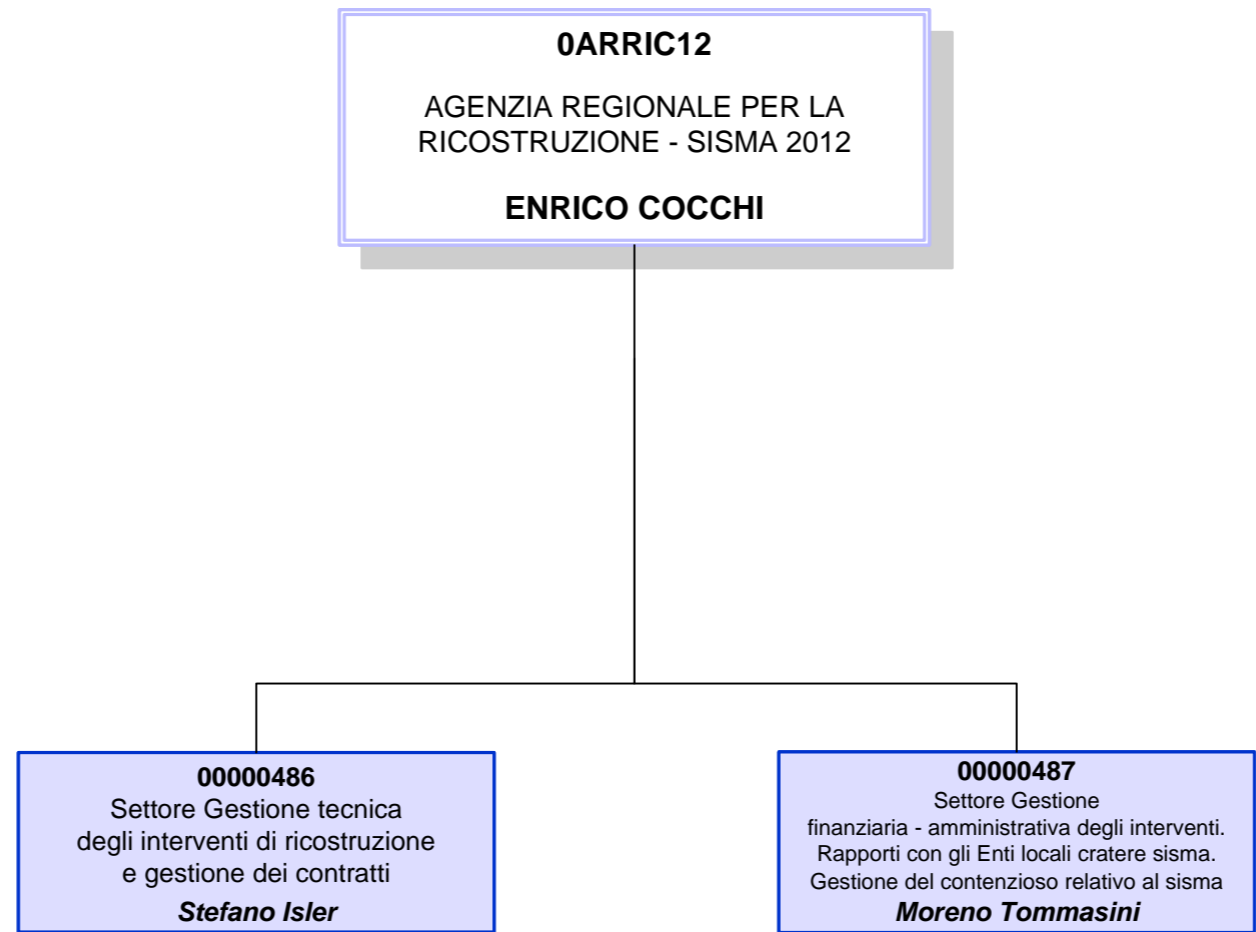 0ARRIC12
AGENZIA REGIONALE PER LA
RICOSTRUZIONE - SISMA 2012
ENRICO COCCHI
00000486
Settore Gestione tecnica
degli interventi di ricostruzione
e gestione dei contratti
Stefano Isler
00000487
Settore Gestione
finanziaria - amministrativa degli interventi.
Rapporti con gli Enti locali cratere sisma.
Gestione del contenzioso relativo al sisma
Moreno Tommasini